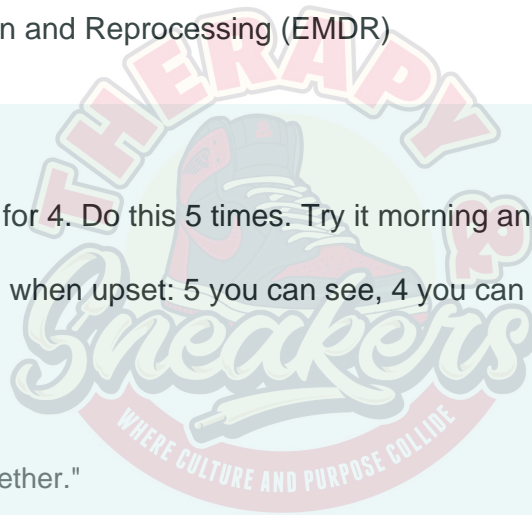 n and Reprocessing (EMDR)
THERAPY
for 4. Do this 5 times. Try it morning an
&
when upset: 5 you can see, 4 you can
Sneakers
WHERE CULTURE AND PURPOSE COLLIDE
ether."